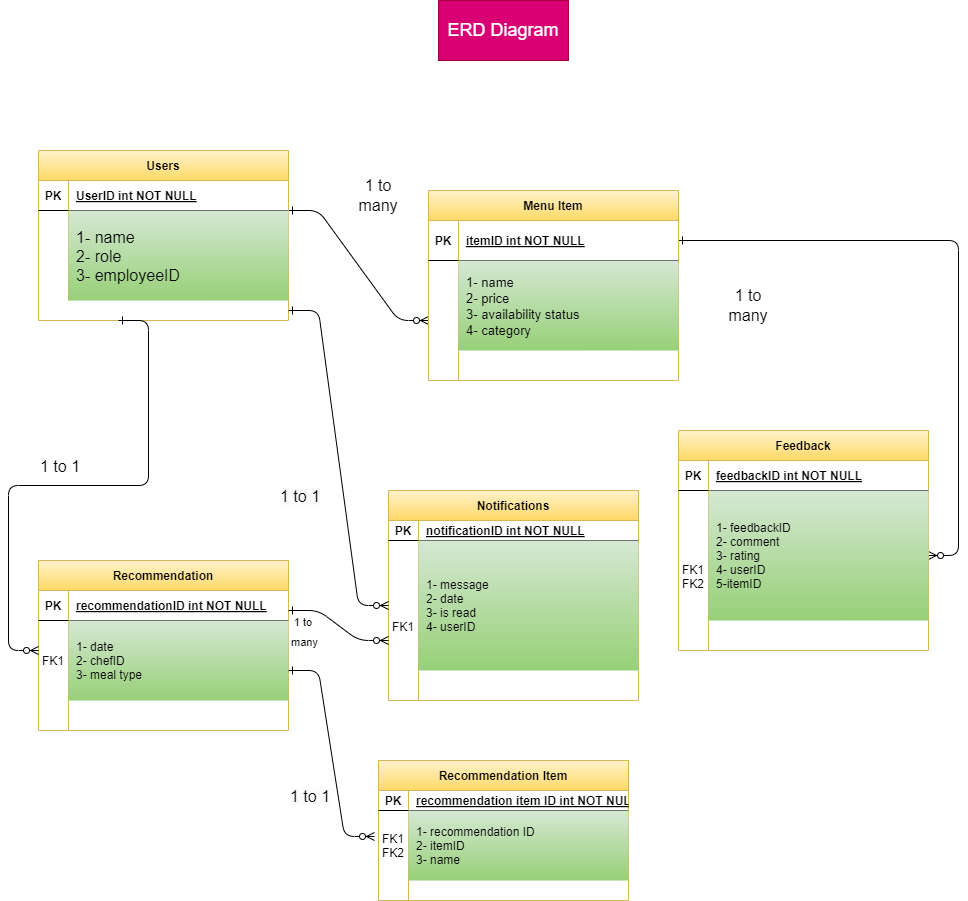 ERD Diagram
Users
PK
UserID int NOT NULL
1- name
2- role
3- employeeID
1 to
many
Menu Item
PK
itemID int NOT NULL
1- name
2- price
3- availability status
4- category
1 to
many
Feedback
PK
feedbackID int NOT NULL
1- feedbackID
2- comment
3- rating
4- userID
5-itemID
FK1
FK2
1 to 1
1 to 1
Notifications
PK
notificationID int NOT NULL
1- message
2- date
3- is read
4- userID
FK1
Recommendation
PK
recommendationID int NOT NULL
1- date
2- chefID
3- meal type
FK1
1 to
many
1 to 1
Recommendation Item
PK
recommendation item ID int NOT NUL
1- recommendation ID
2- itemID
3- name
FK1
FK2